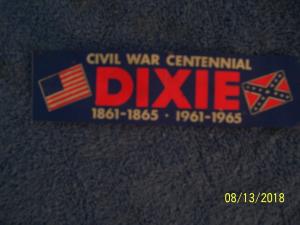 CIVIL WAR CENTENNIAL
DIXIE
1861-1865 · 1961-1965
08/13/2018